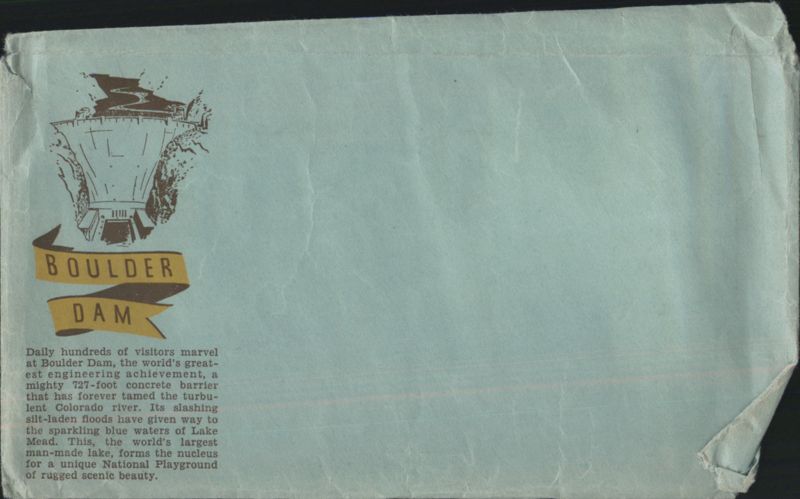 BOULDER
DAM
Daily hundreds of visitors marvel
at Boulder Dam, the world's great-
est engineering achievement, a
mighty 727-foot concrete barrier
that has forever tamed the turbu-
lent Colorado river. Its slashing
silt-laden floods have given way to
the sparkling blue waters of Lake
Mead. This, the world's largest
man-made lake, forms the nucleus
for a unique National Playground
of rugged scenic beauty.